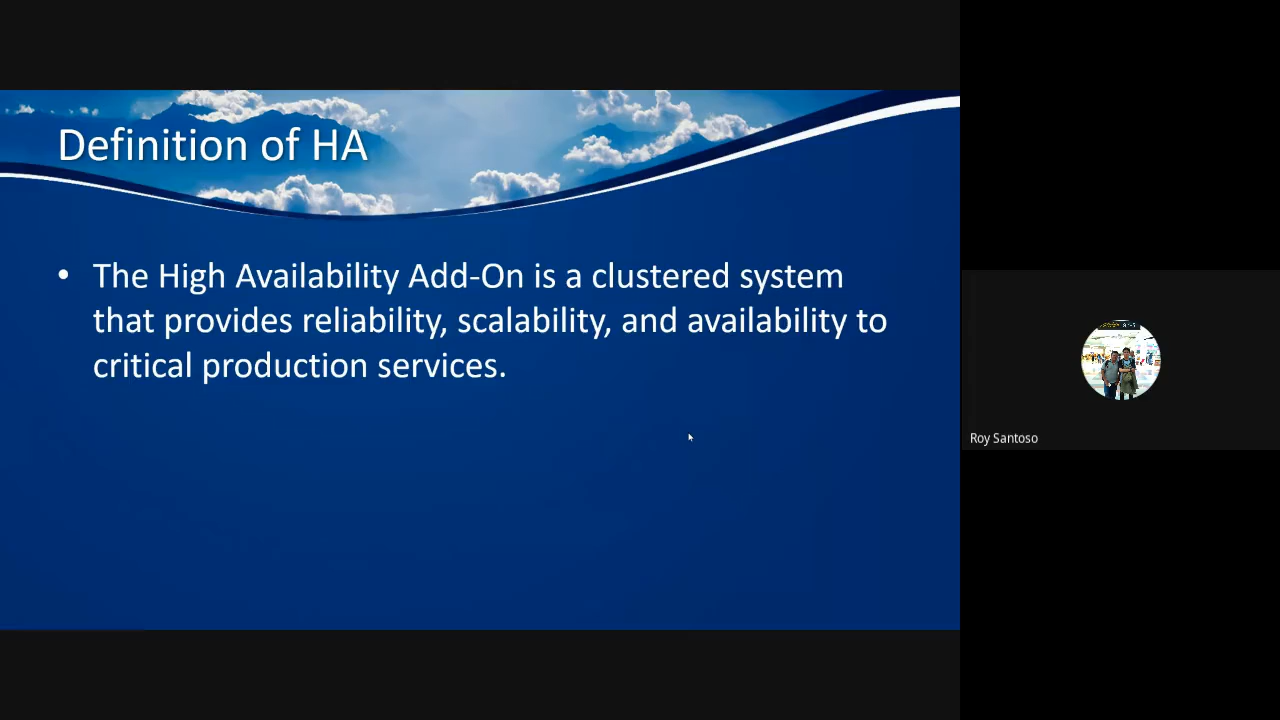 Definition of HA
• The High Availability Add-On is a clustered system
that provides reliability, scalability, and availability to
critical production services.
Roy Santoso